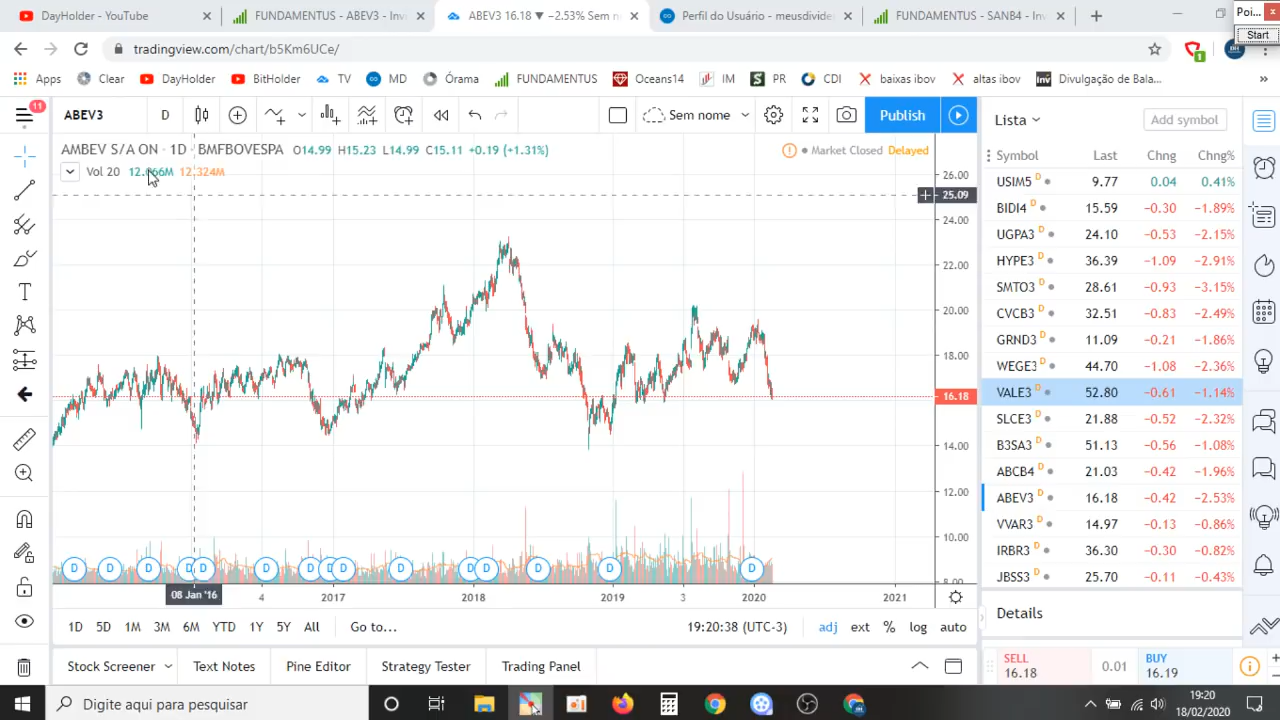 DayHolder - YouTube
FUNDAMENTUS - ABEV3 - Inv
ABEV3 16.18 ▼ −2.53% Sem n
Perfil do Usuário - meusdivide
FUNDAMENTUS - SANB4 - Inv
Poi...
Start
tradingview.com/chart/b5Km6UCe/
1
Apps
Clear
DayHolder
BitHolder
TV
MD
Órama
FUNDAMENTUS
Oceans14
IM
PR
CDI
baixas ibov
altas ibov
Divulgação de Bala...
»
11
ABEV3
D
Sem nome
Publish
Lista
Add symbol
AMBEV S/A ON · 1D · BMFBOVESPA O14.99 H15.23 L14.99 C15.11 +0.19 (+1.31%)
Market Closed Delayed
Vol 20 12.066M 12.324M
26.00
25.09
24.00
22.00
20.00
18.00
16.18
14.00
12.00
10.00
8.00
D D D D D D D D D D D D D D D
08 Jan '16
4 2017 2018 2019 3 2020 2021
1D 5D 1M 3M 6M YTD 1Y 5Y All Go to...
19:20:38 (UTC-3) adj ext % log auto
Stock Screener Text Notes Pine Editor Strategy Tester Trading Panel
Symbol Last Chng Chng%
USIM5 D 9.77 0.04 0.41%
BIDI4 D 15.59 −0.30 −1.89%
UGPA3 D 24.10 −0.53 −2.15%
HYPE3 D 36.39 −1.09 −2.91%
SMTO3 D 28.61 −0.93 −3.15%
CVCB3 D 32.51 −0.83 −2.49%
GRND3 D 11.09 −0.21 −1.86%
WEGE3 D 44.70 −1.08 −2.36%
VALE3 D 52.80 −0.61 −1.14%
SLCE3 D 21.88 −0.52 −2.32%
B3SA3 D 51.13 −0.56 −1.08%
ABCB4 D 21.03 −0.42 −1.96%
ABEV3 D 16.18 −0.42 −2.53%
VVAR3 D 14.97 −0.13 −0.86%
IRBR3 D 36.30 −0.30 −0.82%
JBSS3 D 25.70 −0.11 −0.43%
Details
SELL
16.18
0.01
BUY
16.19
Digite aqui para pesquisar
19:20
18/02/2020